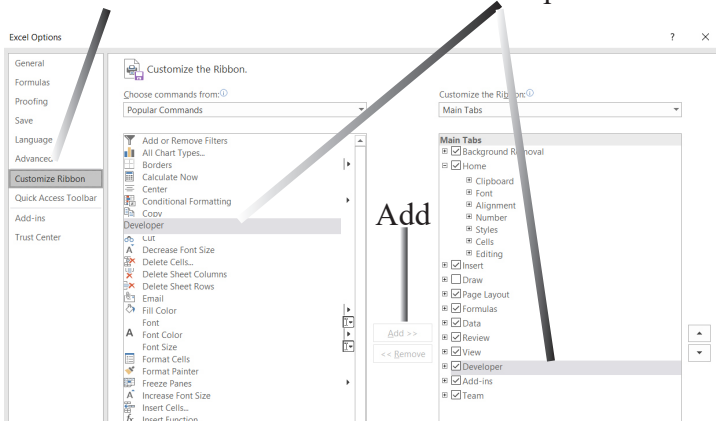 Excel Options
?
×
General
Formulas
Proofing
Save
Language
Advanced
Customize Ribbon
Quick Access Toolbar
Add-ins
Trust Center
Customize the Ribbon.
Choose commands from:
Popular Commands
Add or Remove Filters
All Chart Types...
Borders
Calculate Now
Center
Conditional Formatting
Copy
Developer
Cut
Decrease Font Size
Delete Cells...
Delete Sheet Columns
Delete Sheet Rows
Email
Fill Color
Font
Font Color
Font Size
Format Cells
Format Painter
Freeze Panes
Increase Font Size
Insert Cells...
Insert Function
Add
Add >>
<< Remove
Customize the Ribbon:
Main Tabs
Main Tabs
Background Removal
Home
Clipboard
Font
Alignment
Number
Styles
Cells
Editing
Insert
Draw
Page Layout
Formulas
Data
Review
View
Developer
Add-ins
Team